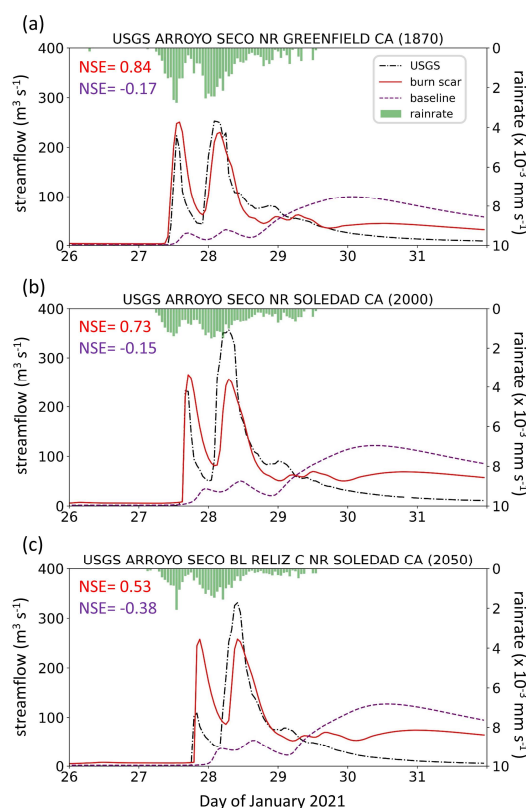 (a)
USGS ARROYO SECO NR GREENFIELD CA (1870)
400
300
200
100
0
NSE= 0.84
NSE= -0.17
USGS
burn scar
baseline
rainrate
0
2
4
6
8
10
streamflow (m³ s⁻¹)
rainrate (x 10⁻³ mm s⁻¹)
26 27 28 29 30 31
(b)
USGS ARROYO SECO NR SOLEDAD CA (2000)
400
300
200
100
0
NSE= 0.73
NSE= -0.15
0
2
4
6
8
10
streamflow (m³ s⁻¹)
rainrate (x 10⁻³ mm s⁻¹)
26 27 28 29 30 31
(c)
USGS ARROYO SECO BL RELIZ C NR SOLEDAD CA (2050)
400
300
200
100
0
NSE= 0.53
NSE= -0.38
0
2
4
6
8
10
streamflow (m³ s⁻¹)
rainrate (x 10⁻³ mm s⁻¹)
26 27 28 29 30 31
Day of January 2021